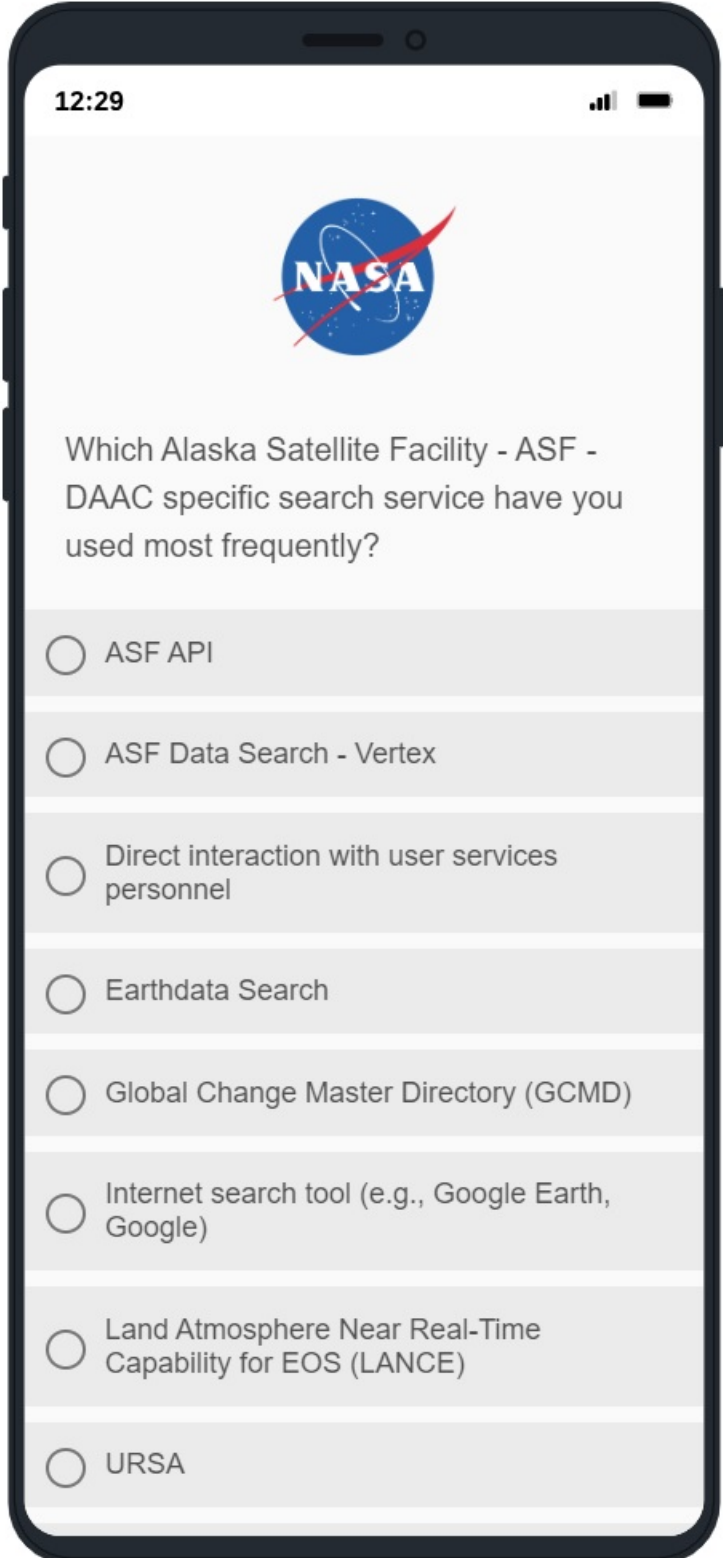 12:29
NASA
Which Alaska Satellite Facility - ASF -
DAAC specific search service have you
used most frequently?
ASF API
ASF Data Search - Vertex
Direct interaction with user services
personnel
Earthdata Search
Global Change Master Directory (GCMD)
Internet search tool (e.g., Google Earth,
Google)
Land Atmosphere Near Real-Time
Capability for EOS (LANCE)
URSA